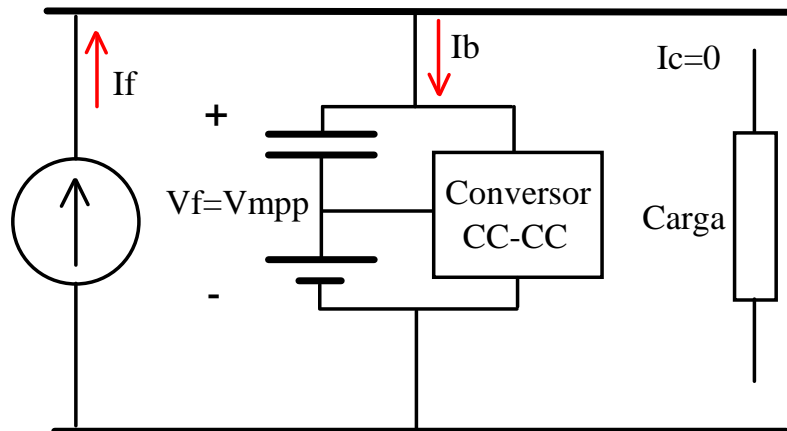 If
Ib
Ic=0
+
Vf=Vmpp
-
Conversor
CC-CC
Carga